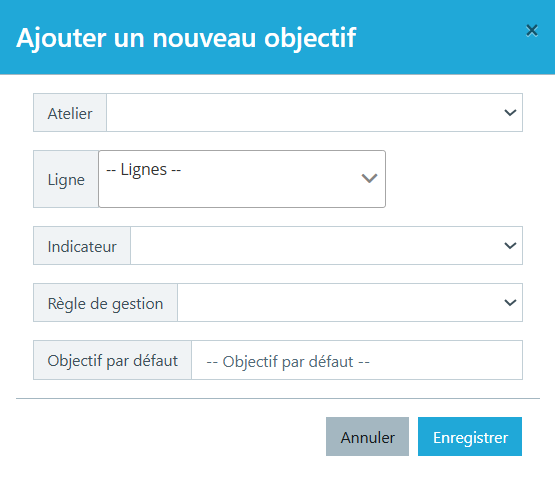 Ajouter un nouveau objectif
×
Atelier
Ligne
-- Lignes --
Indicateur
Règle de gestion
Objectif par défaut
-- Objectif par défaut --
Annuler
Enregistrer